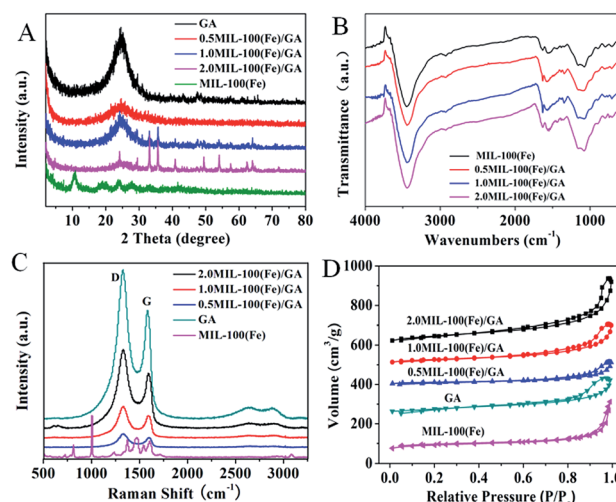 A
GA
0.5MIL-100(Fe)/GA
1.0MIL-100(Fe)/GA
2.0MIL-100(Fe)/GA
MIL-100(Fe)
Intensity (a.u.)
10 20 30 40 50 60 70 80
2 Theta (degree)
B
Transmittance (a.u.)
MIL-100(Fe)
0.5MIL-100(Fe)/GA
1.0MIL-100(Fe)/GA
2.0MIL-100(Fe)/GA
4000 3000 2000 1000
Wavenumbers (cm-1)
C
D
G
2.0MIL-100(Fe)/GA
1.0MIL-100(Fe)/GA
0.5MIL-100(Fe)/GA
GA
MIL-100(Fe)
Intensity (a.u.)
500 1000 1500 2000 2500 3000
Raman Shift (cm-1)
D
1000
800
600
400
200
0
Volume (cm3/g)
2.0MIL-100(Fe)/GA
1.0MIL-100(Fe)/GA
0.5MIL-100(Fe)/GA
GA
MIL-100(Fe)
0.0 0.2 0.4 0.6 0.8 1.0
Relative Pressure (P/P